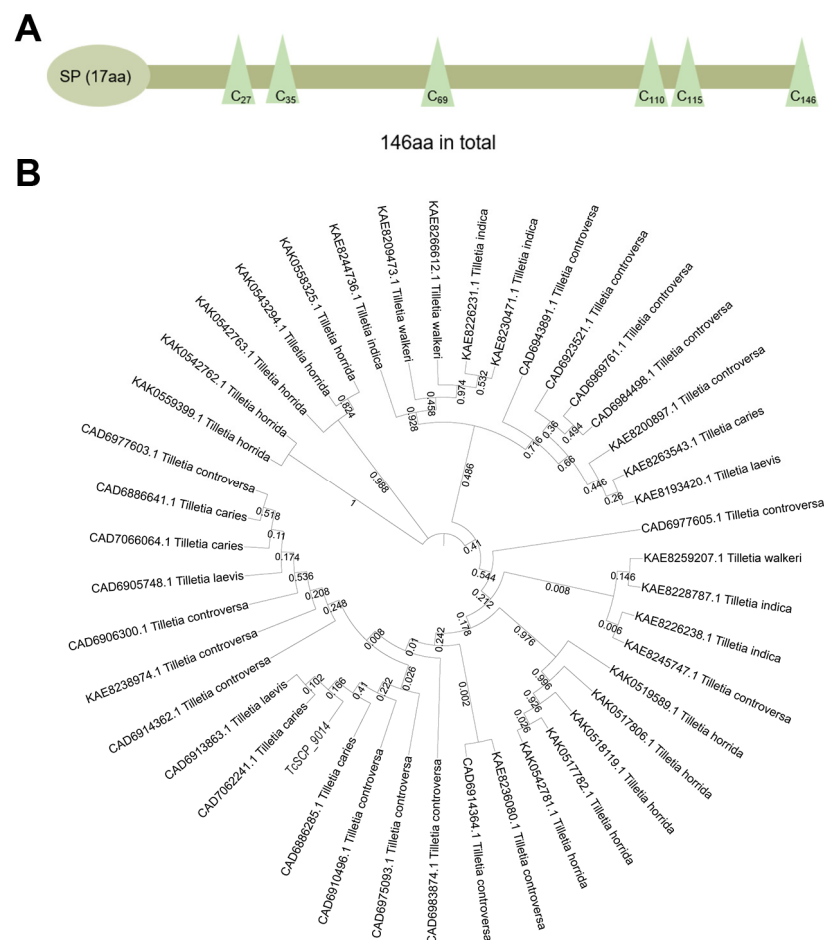 A
SP (17aa)
C27
C35
C69
C110
C115
C146
146aa in total
B
KAE8244736.1 Tilletia indica
KAE8209473.1 Tilletia walkeri
KAE8266612.1 Tilletia walkeri
KAE8226231.1 Tilletia indica
KAE8230471.1 Tilletia indica
CAD6943891.1 Tilletia controversa
CAD6923521.1 Tilletia controversa
CAD6969761.1 Tilletia controversa
CAD6984498.1 Tilletia controversa
KAE8200897.1 Tilletia controversa
KAE8263543.1 Tilletia caries
KAE8193420.1 Tilletia laevis
CAD6977605.1 Tilletia controversa
KAE8259207.1 Tilletia walkeri
KAE8228787.1 Tilletia indica
KAE8226238.1 Tilletia indica
KAE8245747.1 Tilletia controversa
KAK0519589.1 Tilletia horrida
KAK0517806.1 Tilletia horrida
KAK0518119.1 Tilletia horrida
KAK0517782.1 Tilletia horrida
KAK0542781.1 Tilletia horrida
KAE8236080.1 Tilletia controversa
CAD6914364.1 Tilletia controversa
CAD6983874.1 Tilletia controversa
CAD6975093.1 Tilletia controversa
CAD6910496.1 Tilletia controversa
CAD6886285.1 Tilletia caries
TcSCP_9014
CAD7062241.1 Tilletia caries
CAD6913863.1 Tilletia laevis
CAD6914362.1 Tilletia controversa
KAE8238974.1 Tilletia controversa
CAD6906300.1 Tilletia controversa
CAD6905748.1 Tilletia laevis
CAD7066064.1 Tilletia caries
CAD6886641.1 Tilletia caries
CAD6977603.1 Tilletia controversa
KAK0559399.1 Tilletia horrida
KAK0542762.1 Tilletia horrida
KAK0542763.1 Tilletia horrida
KAK0543294.1 Tilletia horrida
KAK0558325.1 Tilletia horrida
0.824
0.928
0.458
0.974
0.532
0.716
0.36
0.494
0.66
0.446
0.26
0.988
1
0.486
0.41
0.544
0.212
0.178
0.242
0.008
0.146
0.006
0.976
0.996
0.926
0.026
0.002
0.01
0.008
0.026
0.222
0.41
0.166
0.102
0.248
0.208
0.536
0.174
0.11
0.518